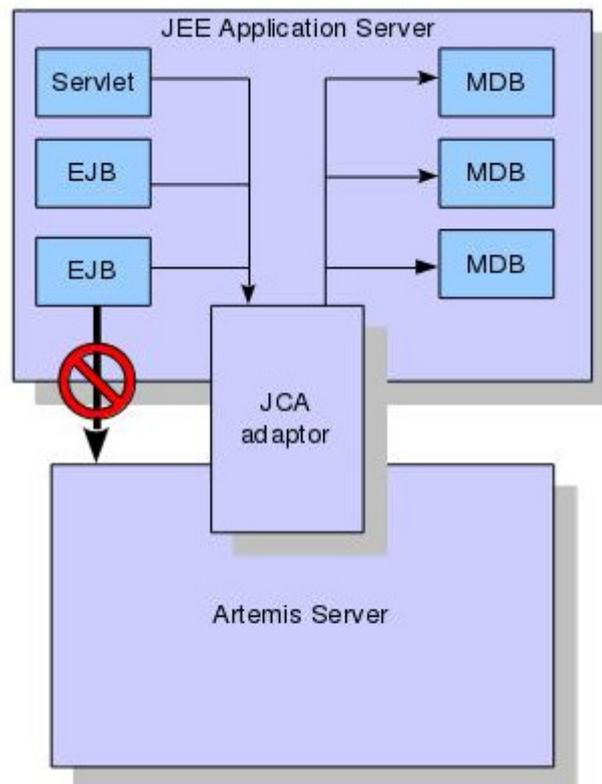 JEE Application Server
Servlet
MDB
EJB
MDB
EJB
MDB
JCA
adaptor
Artemis Server